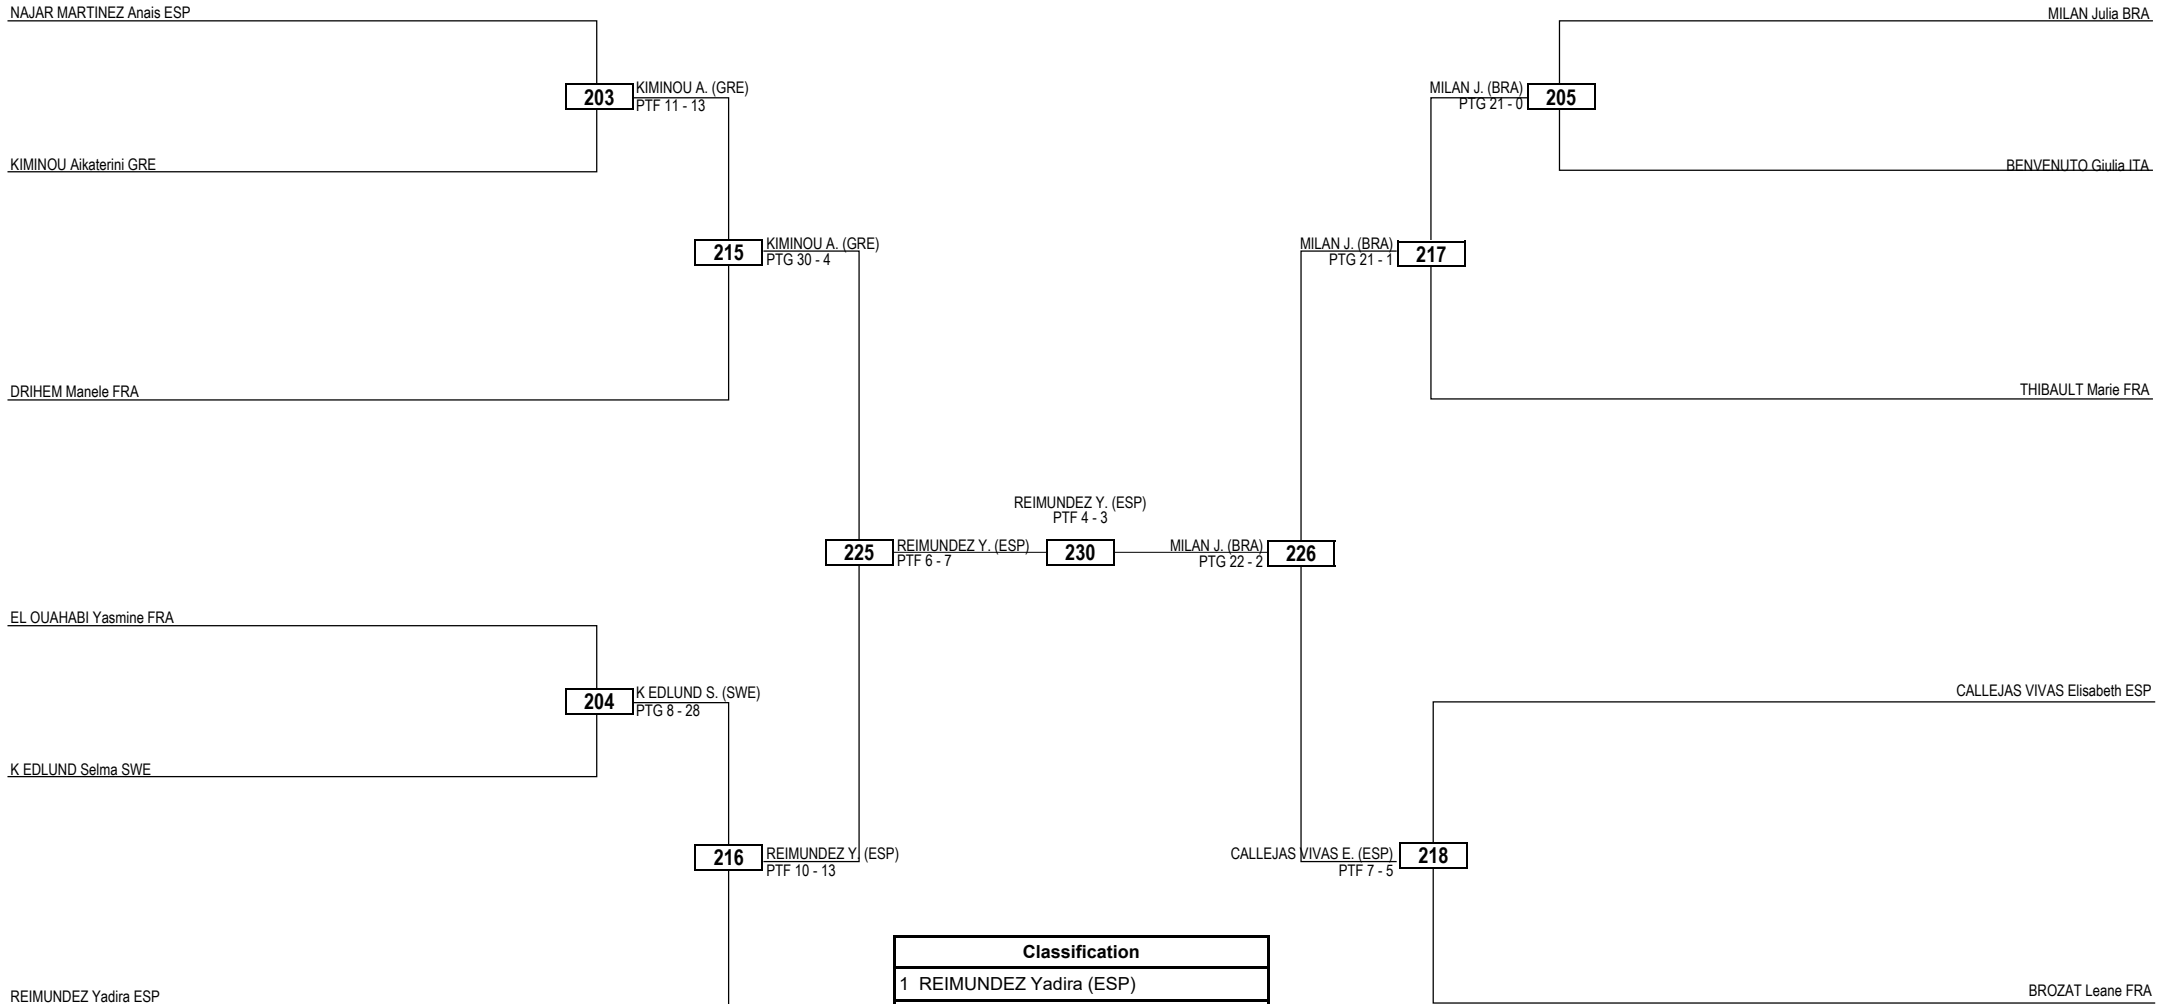 NAJAR MARTINEZ Anais ESP
MILAN Julia BRA
203
KIMINOU A. (GRE)
PTF 11 - 13
MILAN J. (BRA)
PTG 21 - 0
205
KIMINOU Aikaterini GRE
BENVENUTO Giulia ITA
215
KIMINOU A. (GRE)
PTG 30 - 4
MILAN J. (BRA)
PTG 21 - 1
217
DRIHEM Manele FRA
THIBAULT Marie FRA
REIMUNDEZ Y. (ESP)
PTF 4 - 3
225
REIMUNDEZ Y. (ESP)
PTF 6 - 7
230
MILAN J. (BRA)
PTG 22 - 2
226
EL OUAHABI Yasmine FRA
204
K EDLUND S. (SWE)
PTG 8 - 28
CALLEJAS VIVAS Elisabeth ESP
K EDLUND Selma SWE
216
REIMUNDEZ Y. (ESP)
PTF 10 - 13
CALLEJAS VIVAS E. (ESP)
PTF 7 - 5
218
Classification
1 REIMUNDEZ Yadira (ESP)
REIMUNDEZ Yadira ESP
BROZAT Leane FRA